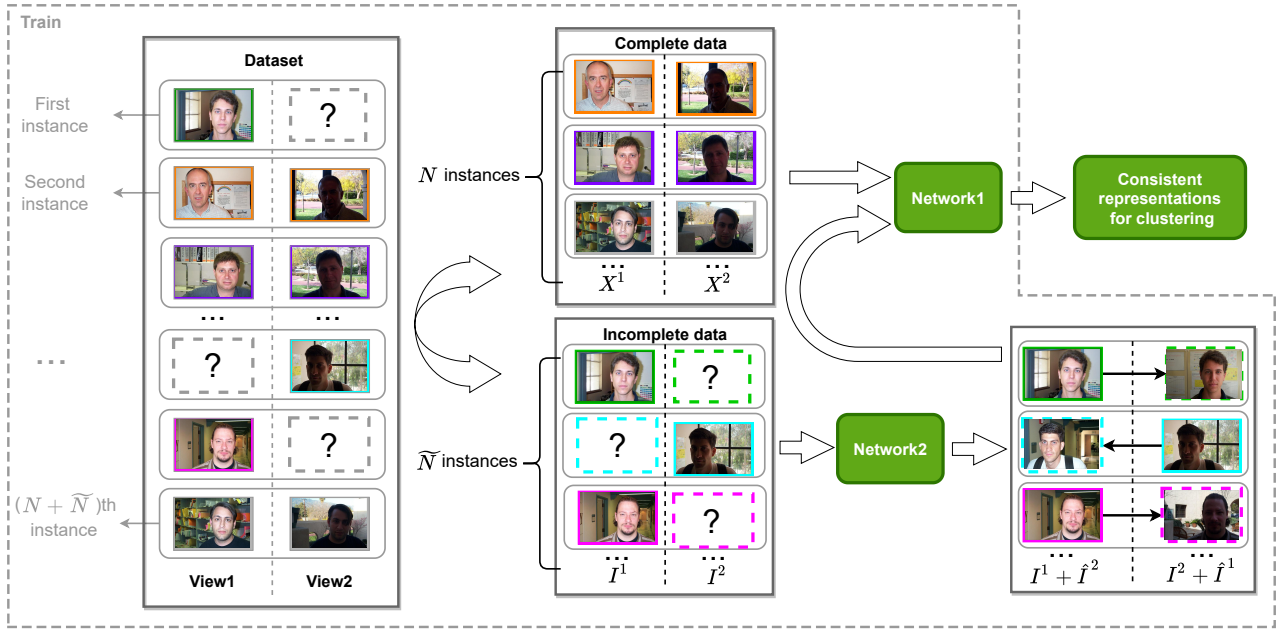 Train
Dataset
First
instance
?
Second
instance
...
...
...
?
?
(N + Ñ)th
instance
View1
View2
Complete data
N instances
...
...
X¹
X²
Incomplete data
?
Ñ instances
?
?
...
...
I¹
I²
Network1
Consistent
representations
for clustering
Network2
...
...
I¹ + Î²
I² + Î¹